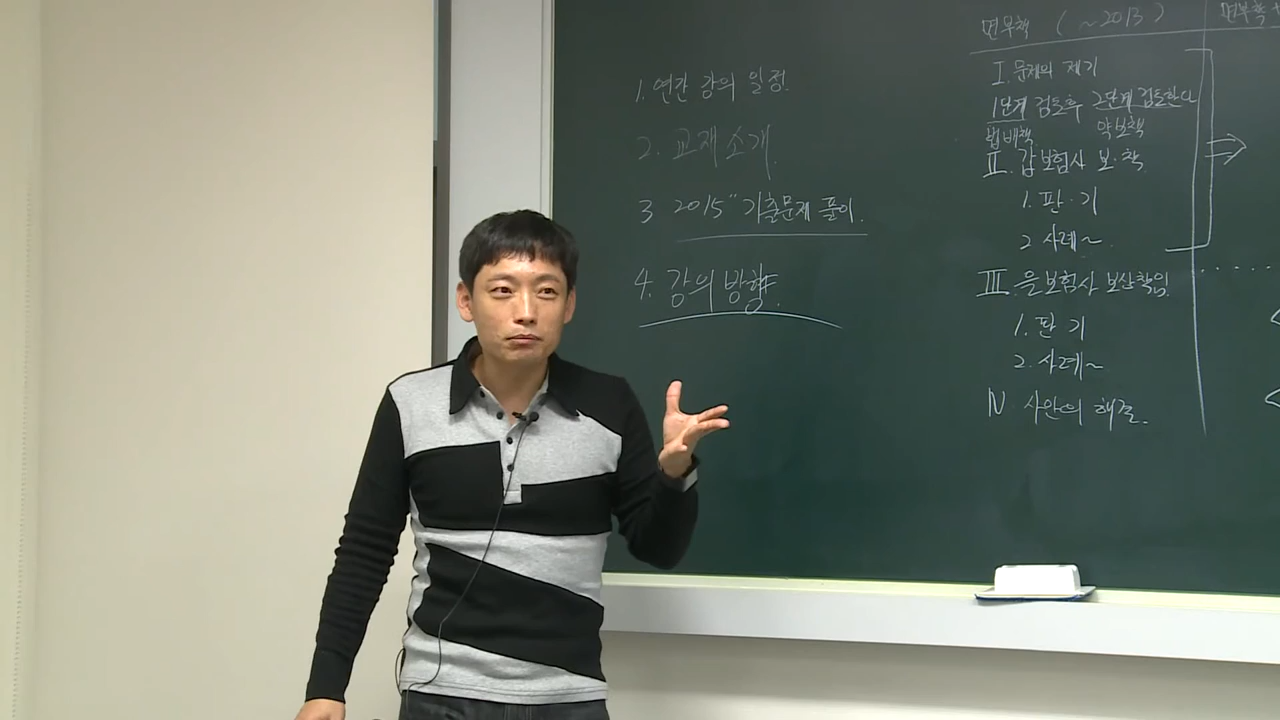 1. 연간 강의 일정.
2. 교재 소개.
3 2015" 기출문제 풀이.
4. 강의 방향.
면부책 (~2013)
I. 문제의 제기
1단계 검토후 2단계 검토한다
법배책 약보책
II. 갑보험사 보·책
1. 판·기
2 사례~.
III. 을보험사 보상책임.
1. 판 기
2. 사례~
IV 사안의 해결.
면부책